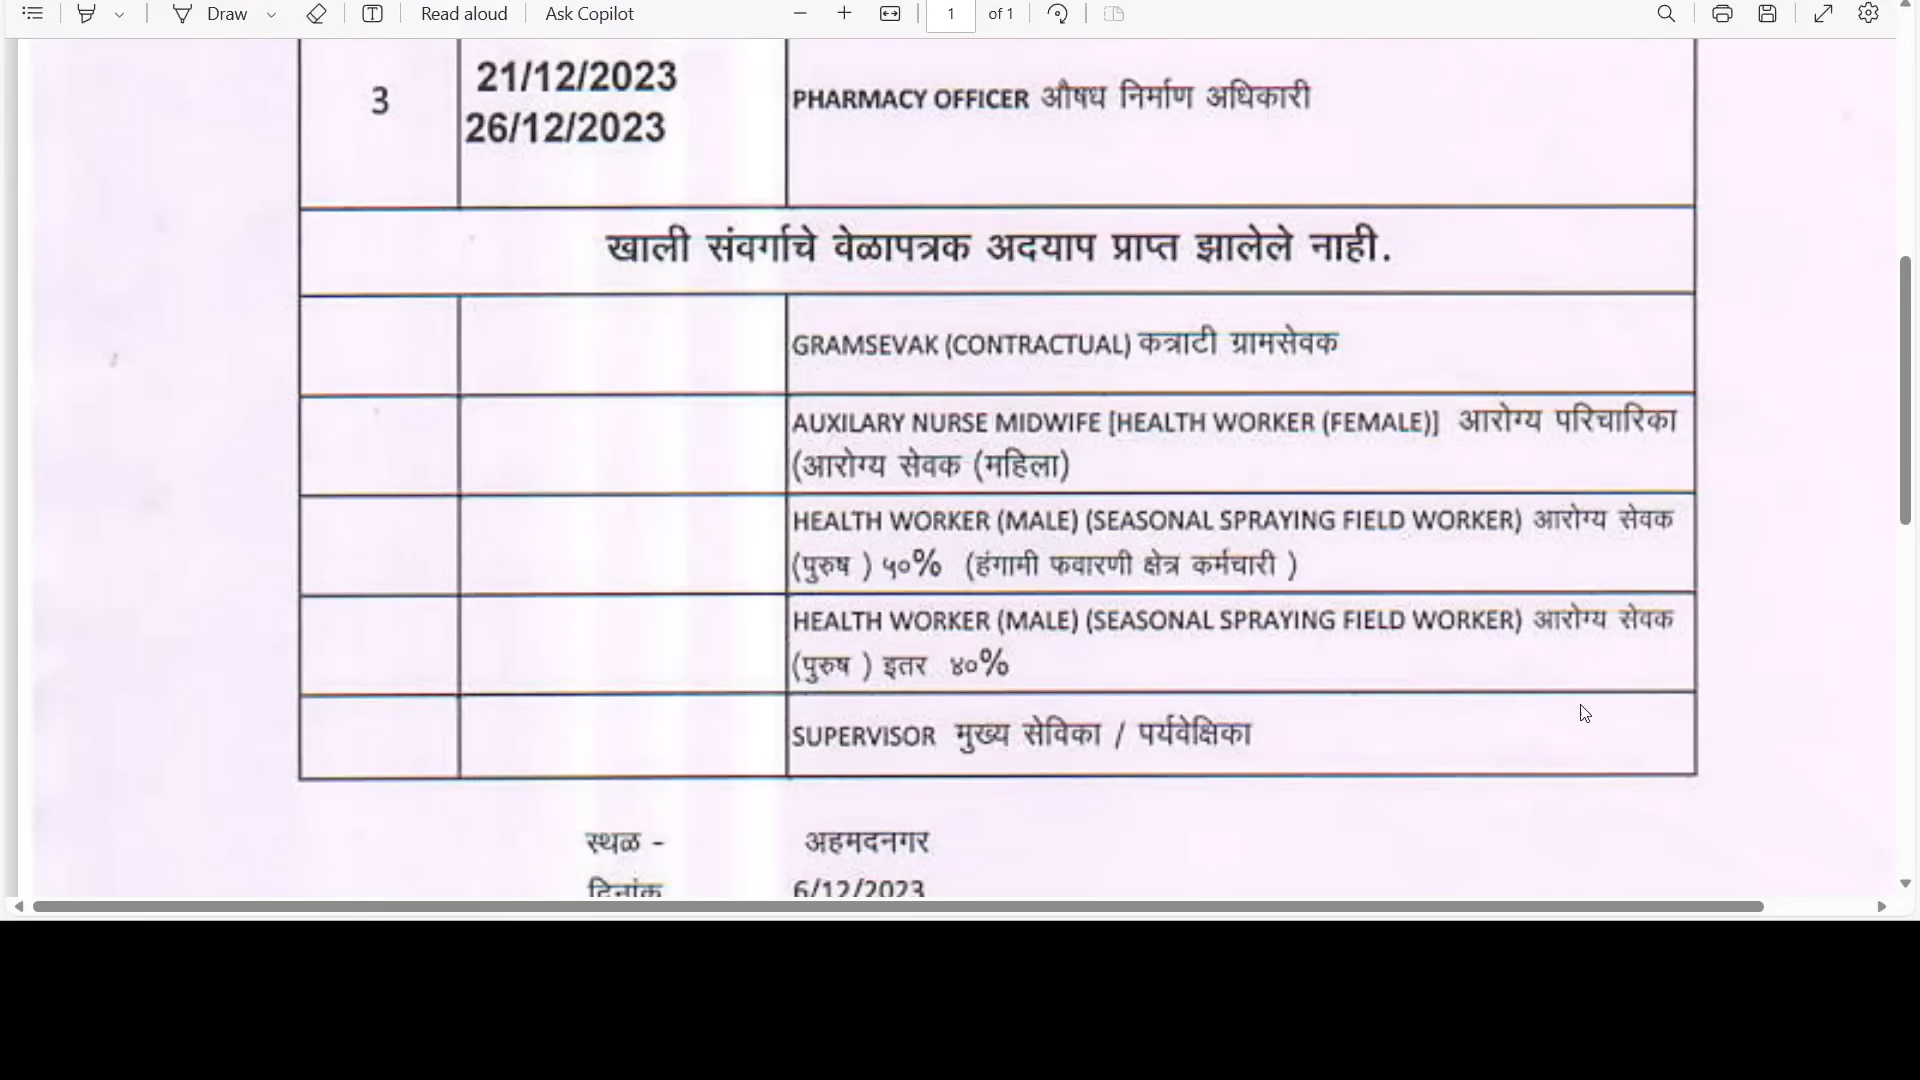 Draw
Read aloud
Ask Copilot
1
of 1
3
21/12/2023
26/12/2023
PHARMACY OFFICER औषध निर्माण अधिकारी
खाली संवर्गाचे वेळापत्रक अदयाप प्राप्त झालेले नाही.
GRAMSEVAK (CONTRACTUAL) कत्राटी ग्रामसेवक
AUXILARY NURSE MIDWIFE [HEALTH WORKER (FEMALE)] आरोग्य परिचारिका
(आरोग्य सेवक (महिला)
HEALTH WORKER (MALE) (SEASONAL SPRAYING FIELD WORKER) आरोग्य सेवक
(पुरुष ) ५०% (हंगामी फवारणी क्षेत्र कर्मचारी )
HEALTH WORKER (MALE) (SEASONAL SPRAYING FIELD WORKER) आरोग्य सेवक
(पुरुष ) इतर ४०%
SUPERVISOR मुख्य सेविका / पर्यवेक्षिका
स्थळ - अहमदनगर
दिनांक 6/12/2023